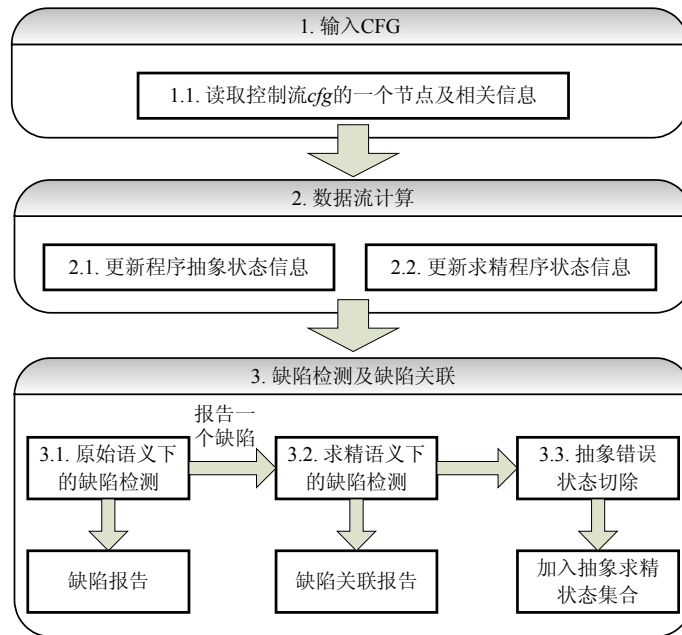 1. 输入CFG
1.1. 读取控制流cfg的一个节点及相关信息
2. 数据流计算
2.1. 更新程序抽象状态信息
2.2. 更新求精程序状态信息
3. 缺陷检测及缺陷关联
报告一
个缺陷
3.1. 原始语义下
的缺陷检测
3.2. 求精语义下
的缺陷检测
3.3. 抽象错误
状态切除
缺陷报告
缺陷关联报告
加入抽象求精
状态集合